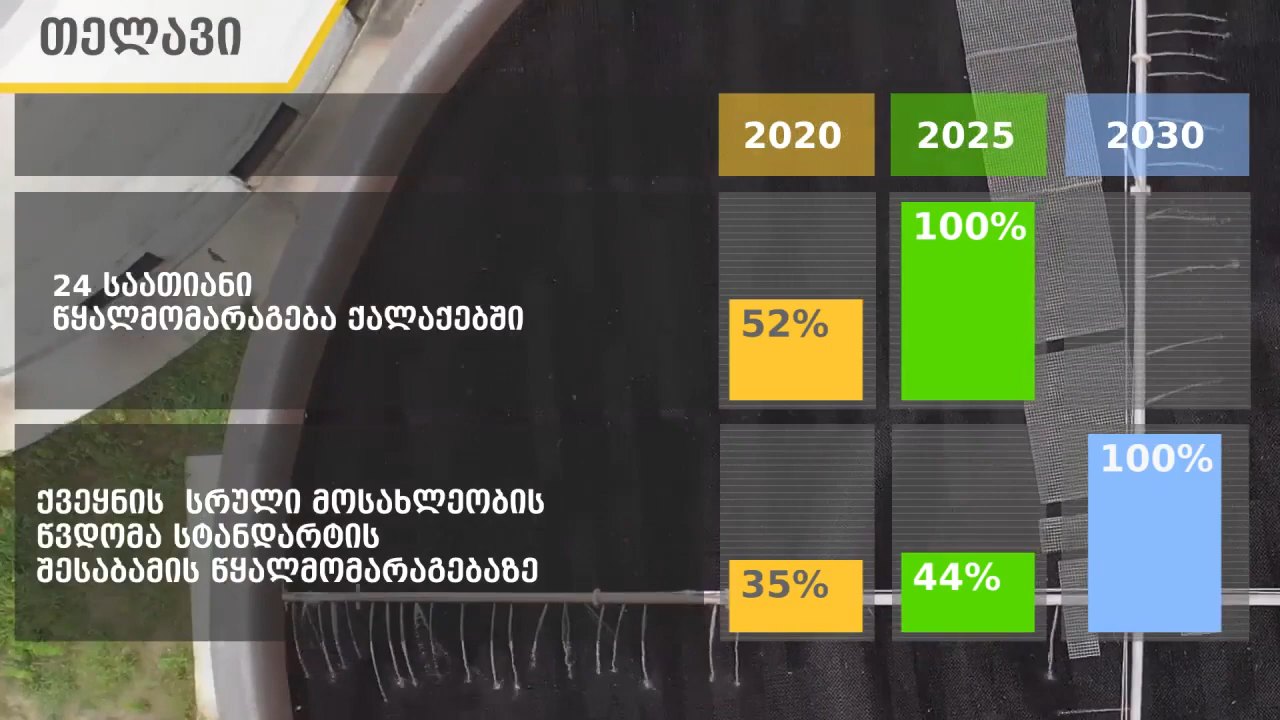 თელავი
2020 2025 2030
24 საათიანი
წყალმომარაგება ქალაქებში
52% 100%
ქვეყნის სრული მოსახლეობის
წვდომა სტანდარტის
შესაბამის წყალმომარაგებაზე
35% 44% 100%